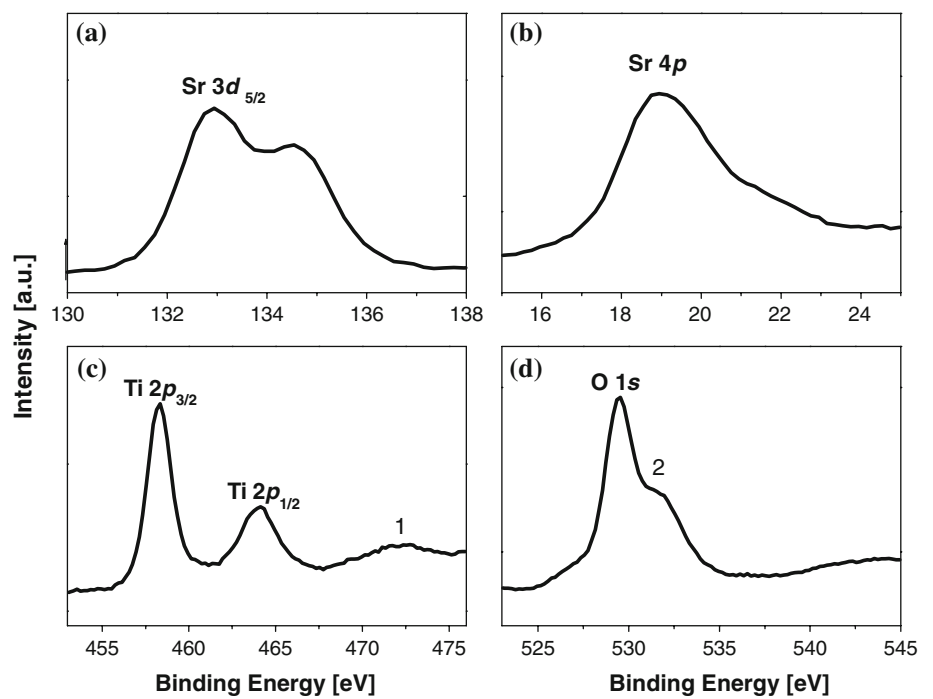 (a)
Sr 3d 5/2
130 132 134 136 138
(b)
Sr 4p
16 18 20 22 24
Intensity [a.u.]
(c)
Ti 2p3/2
Ti 2p1/2
1
455 460 465 470 475
Binding Energy [eV]
(d)
O 1s
2
525 530 535 540 545
Binding Energy [eV]